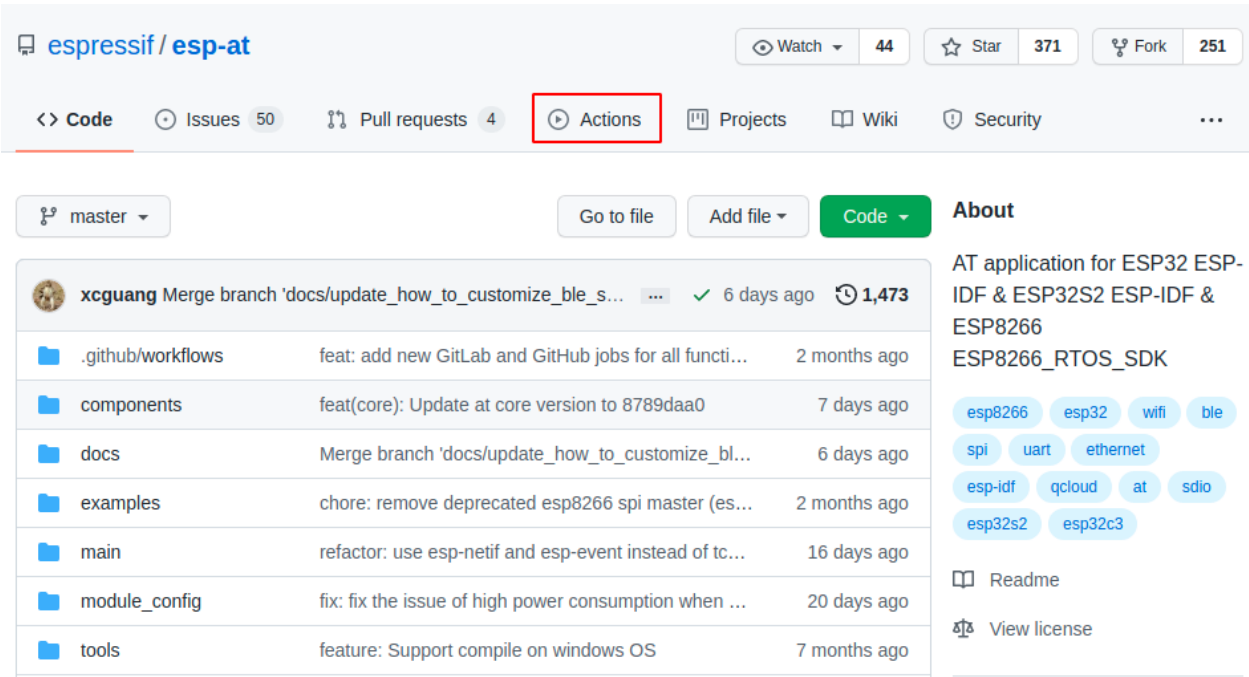 espressif / esp-at
Watch 44 Star 371 Fork 251
<> Code Issues 50 Pull requests 4 Actions Projects Wiki Security ...
master Go to file Add file Code
xcguang Merge branch 'docs/update_how_to_customize_ble_s... ... 6 days ago 1,473
.github/workflows feat: add new GitLab and GitHub jobs for all functi... 2 months ago
components feat(core): Update at core version to 8789daa0 7 days ago
docs Merge branch 'docs/update_how_to_customize_bl... 6 days ago
examples chore: remove deprecated esp8266 spi master (es... 2 months ago
main refactor: use esp-netif and esp-event instead of tc... 16 days ago
module_config fix: fix the issue of high power consumption when ... 20 days ago
tools feature: Support compile on windows OS 7 months ago
About
AT application for ESP32 ESP-
IDF & ESP32S2 ESP-IDF &
ESP8266
ESP8266_RTOS_SDK
esp8266 esp32 wifi ble
spi uart ethernet
esp-idf qcloud at sdio
esp32s2 esp32c3
Readme
View license